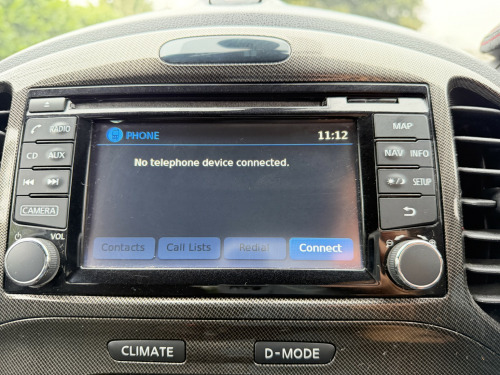 PHONE 11:12
No telephone device connected.
Contacts Call Lists Redial Connect
RADIO
CD AUX
CAMERA
VOL
MAP
NAV INFO
SETUP
CLIMATE D-MODE